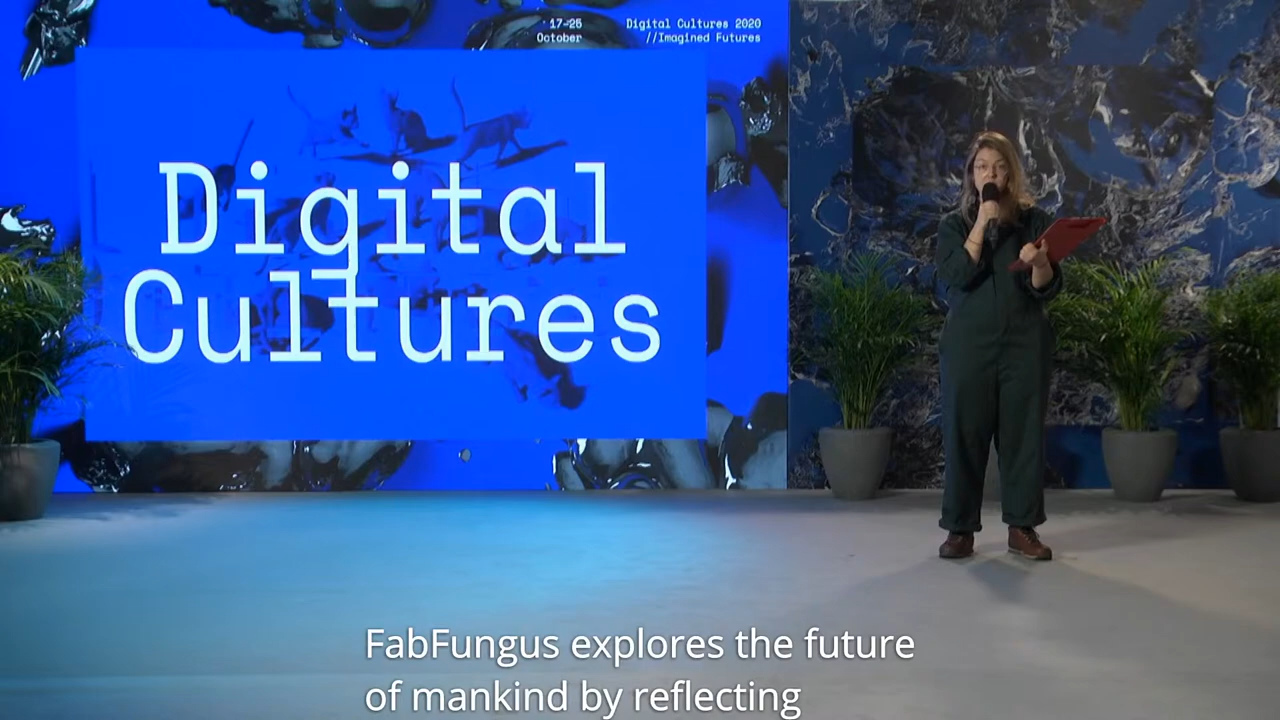 17-25
October
Digital Cultures 2020
//Imagined Futures
Digital
Cultures
FabFungus explores the future
of mankind by reflecting